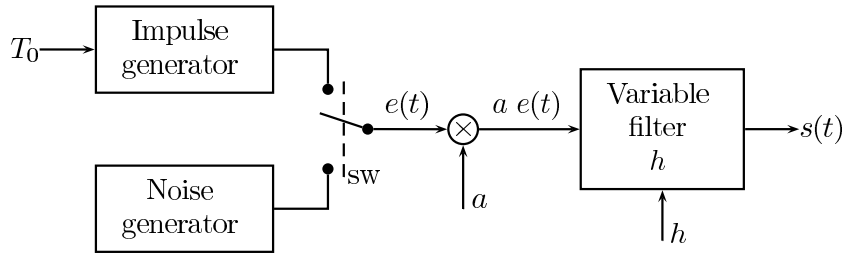 T₀
Impulse
generator
e(t)
a e(t)
Variable
filter
h
s(t)
Noise
generator
sw
a
h